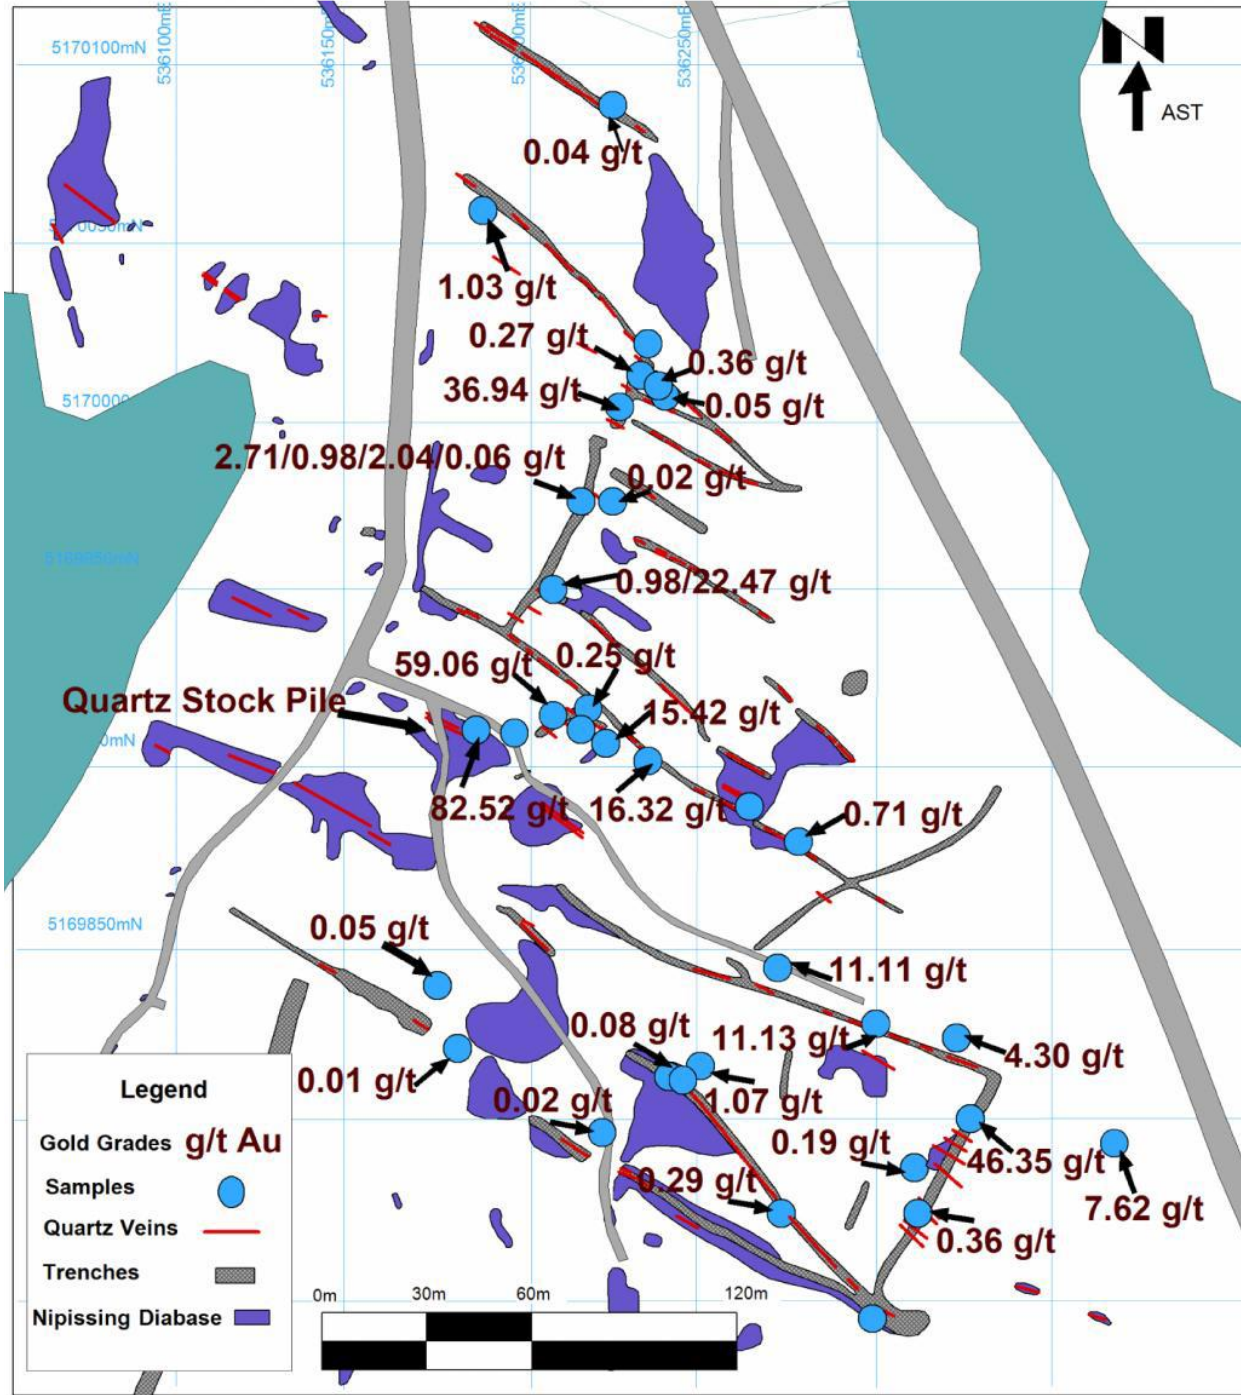 5170100mN
536100mE
536150mE
536250mE
N
AST
0.04 g/t
1.03 g/t
0.27 g/t
0.36 g/t
36.94 g/t
0.05 g/t
2.71/0.98/2.04/0.06 g/t
0.02 g/t
0.98/22.47 g/t
59.06 g/t
0.25 g/t
Quartz Stock Pile
15.42 g/t
82.52 g/t
16.32 g/t
0.71 g/t
5169850mN
0.05 g/t
11.11 g/t
0.08 g/t
11.13 g/t
4.30 g/t
0.01 g/t
0.02 g/t
1.07 g/t
0.19 g/t
46.35 g/t
0.29 g/t
7.62 g/t
0.36 g/t
Legend
Gold Grades g/t Au
Samples
Quartz Veins
Trenches
Nipissing Diabase
0m 30m 60m 120m